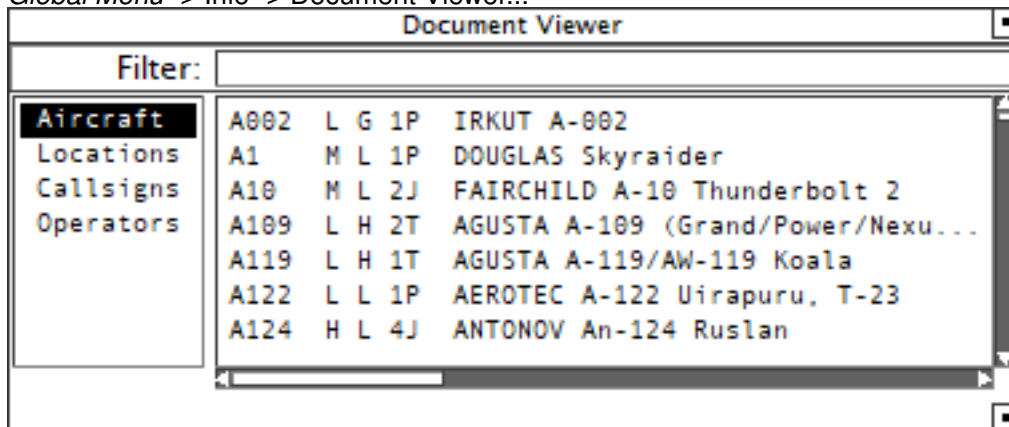 Global Menu -> Info -> Document Viewer...
Document Viewer
Filter:
Aircraft
Locations
Callsigns
Operators
A002 L G 1P IRKUT A-002
A1 M L 1P DOUGLAS Skyraider
A10 M L 2J FAIRCHILD A-10 Thunderbolt 2
A109 L H 2T AGUSTA A-109 (Grand/Power/Nexu...
A119 L H 1T AGUSTA A-119/AW-119 Koala
A122 L L 1P AEROTEC A-122 Uirapuru, T-23
A124 H L 4J ANTONOV An-124 Ruslan